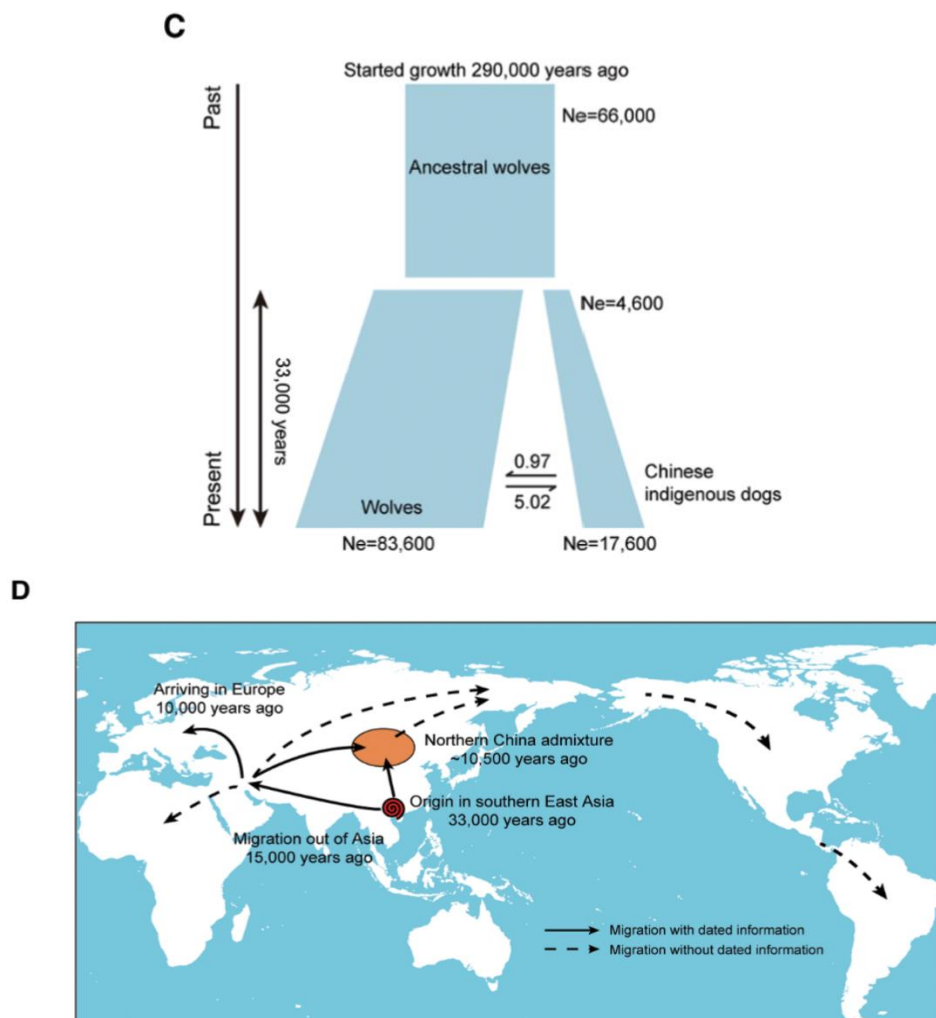 C
Started growth 290,000 years ago
Past
Ne=66,000
Ancestral wolves
Ne=4,600
33,000 years
0.97
5.02
Chinese
indigenous dogs
Present
Wolves
Ne=83,600
Ne=17,600
D
Arriving in Europe
10,000 years ago
Northern China admixture
~10,500 years ago
Origin in southern East Asia
33,000 years ago
Migration out of Asia
15,000 years ago
Migration with dated information
Migration without dated information